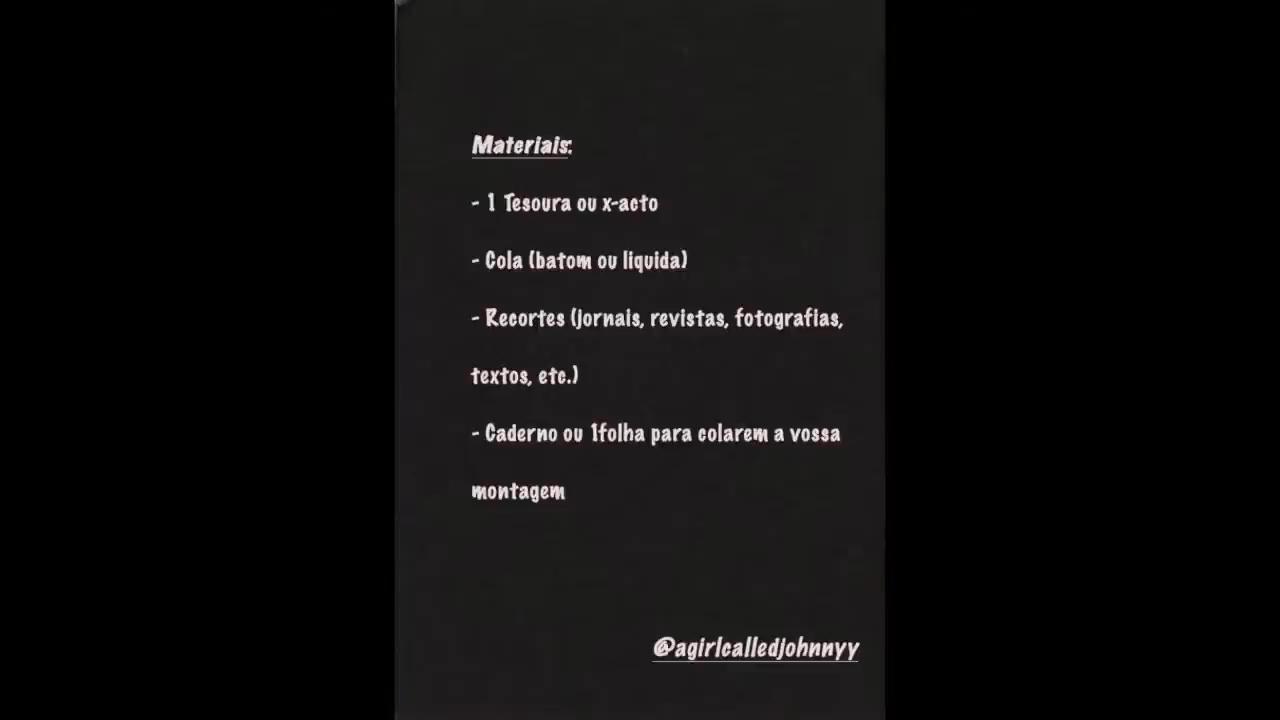 Materiais:
- 1 Tesoura ou x-acto
- Cola (batom ou liquida)
- Recortes (jornais, revistas, fotografias,
textos, etc.)
- Caderno ou 1folha para colarem a vossa
montagem
@agirlcalledjohnnyy